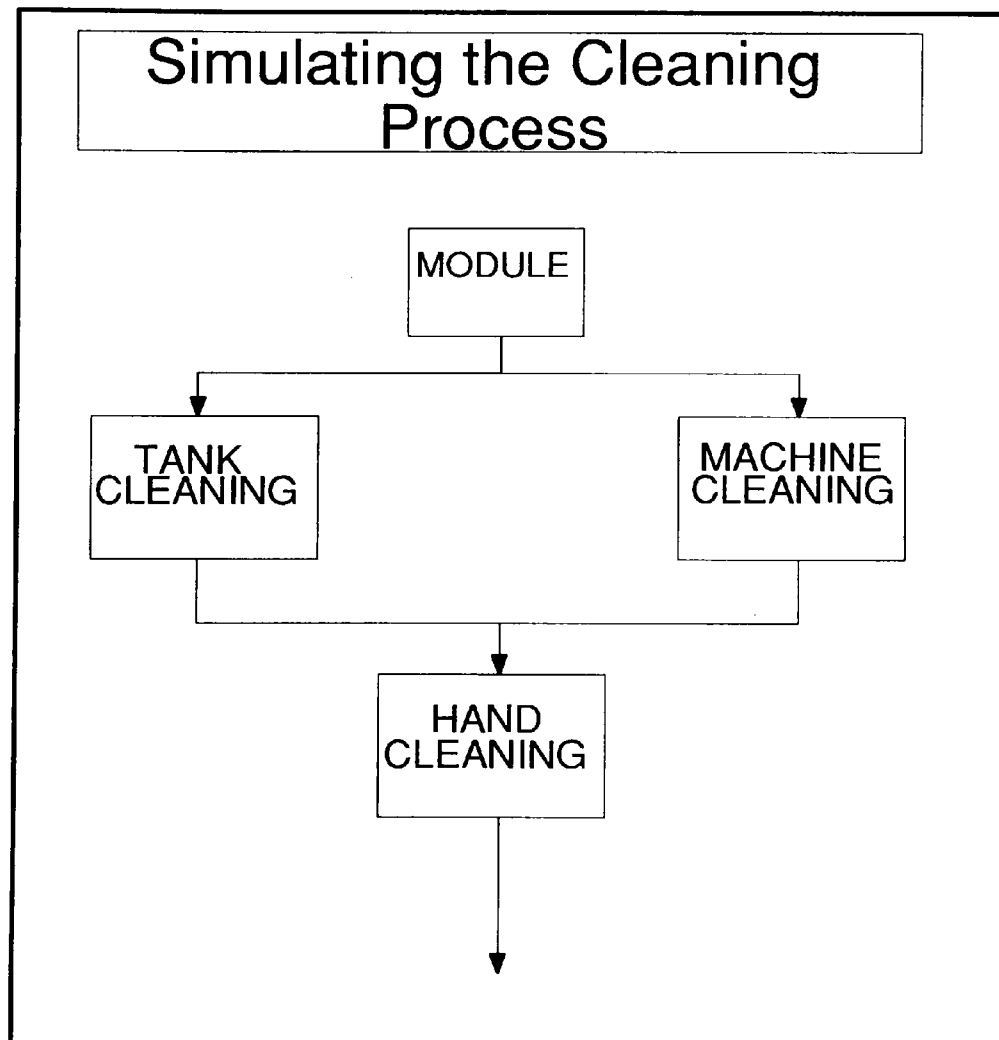 Simulating the Cleaning
Process
MODULE
TANK
CLEANING
MACHINE
CLEANING
HAND
CLEANING